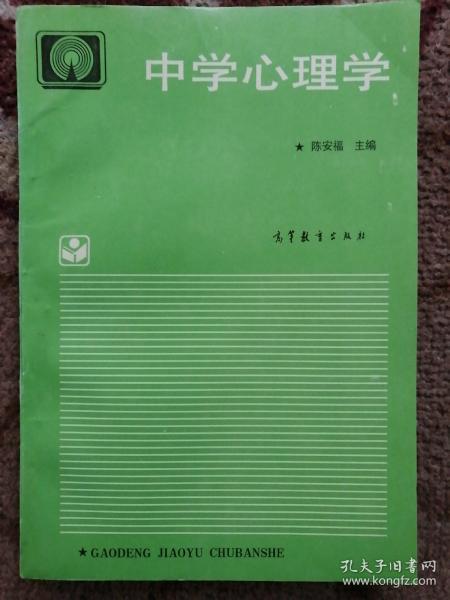 中学心理学
★ 陈安福 主编
高等教育出版社
★ GAODENG JIAOYU CHUBANSHE
孔夫子旧书网
www.kongfz.com